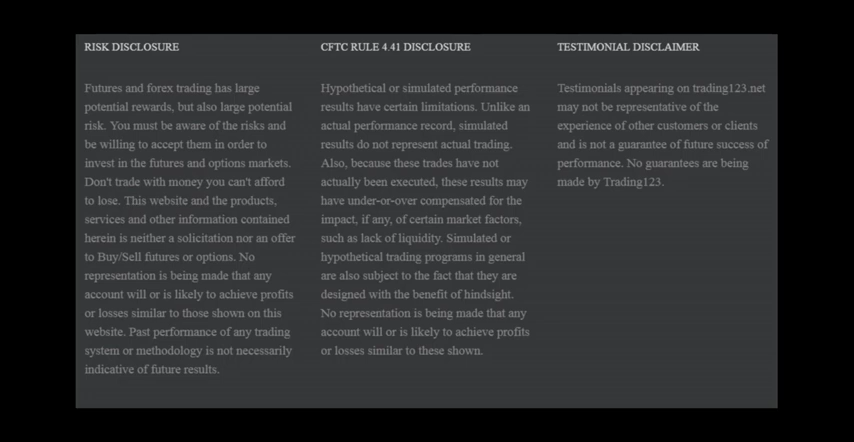 RISK DISCLOSURE
Futures and forex trading has large
potential rewards, but also large potential
risk. You must be aware of the risks and
be willing to accept them in order to
invest in the futures and options markets.
Don't trade with money you can't afford
to lose. This website and the products,
services and other information contained
herein is neither a solicitation nor an offer
to Buy/Sell futures or options. No
representation is being made that any
account will or is likely to achieve profits
or losses similar to those shown on this
website. Past performance of any trading
system or methodology is not necessarily
indicative of future results.
CFTC RULE 4.41 DISCLOSURE
Hypothetical or simulated performance
results have certain limitations. Unlike an
actual performance record, simulated
results do not represent actual trading.
Also, because these trades have not
actually been executed, these results may
have under-or-over compensated for the
impact, if any, of certain market factors,
such as lack of liquidity. Simulated or
hypothetical trading programs in general
are also subject to the fact that they are
designed with the benefit of hindsight.
No representation is being made that any
account will or is likely to achieve profits
or losses similar to these shown.
TESTIMONIAL DISCLAIMER
Testimonials appearing on trading123.net
may not be representative of the
experience of other customers or clients
and is not a guarantee of future success of
performance. No guarantees are being
made by Trading123.